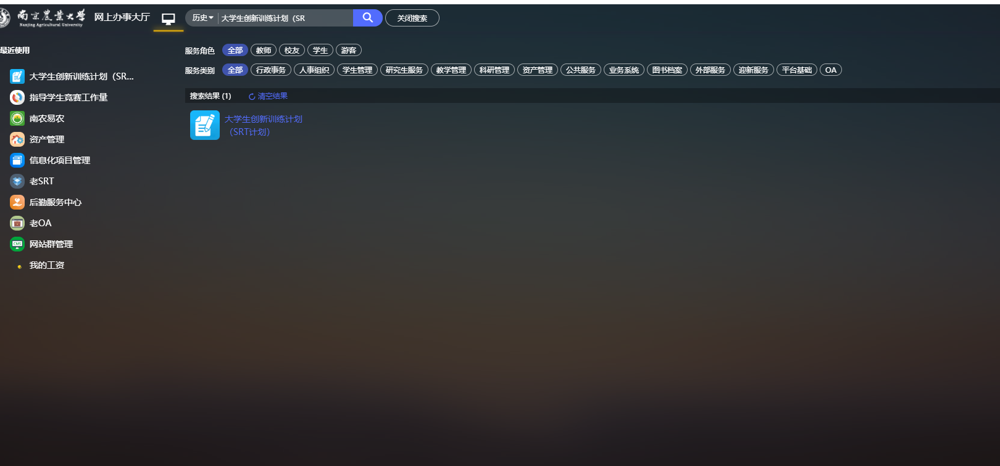 南京农业大学
Nanjing Agricultural University
网上办事大厅
历史
大学生创新训练计划（SR
关闭搜索
最近使用
大学生创新训练计划（SR...
指导学生竞赛工作量
南农易农
资产管理
信息化项目管理
老SRT
后勤服务中心
老OA
CMS
网站群管理
我的工资
服务角色 全部 教师 校友 学生 游客
服务类别 全部 行政事务 人事组织 学生管理 研究生服务 教学管理 科研管理 资产管理 公共服务 业务系统 图书档案 外部服务 迎新服务 平台基础 OA
搜索结果 (1) 清空结果
大学生创新训练计划
（SRT计划）